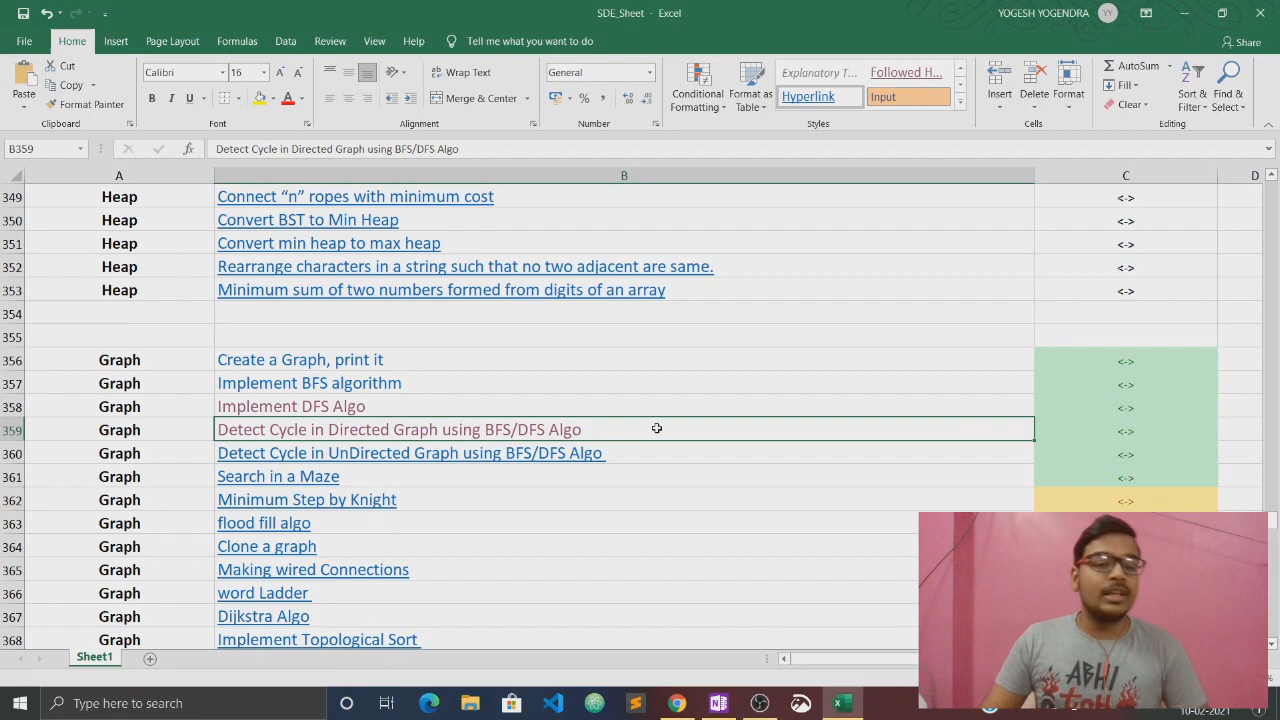 SDE_Sheet - Excel
YOGESH YOGENDRA YY
File Home Insert Page Layout Formulas Data Review View Help Tell me what you want to do Share
Paste
Cut
Copy
Format Painter
Clipboard
Calibri 16
B I U
Font
Wrap Text
Merge & Center
Alignment
General
Number
Conditional Formatting
Format as Table
Explanatory T... Followed H...
Hyperlink Input
Styles
Insert Delete Format
Cells
AutoSum
Fill
Clear
Sort & Filter
Find & Select
Editing
B359 fx Detect Cycle in Directed Graph using BFS/DFS Algo
A B C D
349 Heap Connect “n” ropes with minimum cost <->
350 Heap Convert BST to Min Heap <->
351 Heap Convert min heap to max heap <->
352 Heap Rearrange characters in a string such that no two adjacent are same. <->
353 Heap Minimum sum of two numbers formed from digits of an array <->
354
355
356 Graph Create a Graph, print it <->
357 Graph Implement BFS algorithm <->
358 Graph Implement DFS Algo <->
359 Graph Detect Cycle in Directed Graph using BFS/DFS Algo <->
360 Graph Detect Cycle in UnDirected Graph using BFS/DFS Algo <->
361 Graph Search in a Maze <->
362 Graph Minimum Step by Knight <->
363 Graph flood fill algo
364 Graph Clone a graph
365 Graph Making wired Connections
366 Graph word Ladder
367 Graph Dijkstra Algo
368 Graph Implement Topological Sort
Sheet1
ABHI
Type here to search
10-02-2021